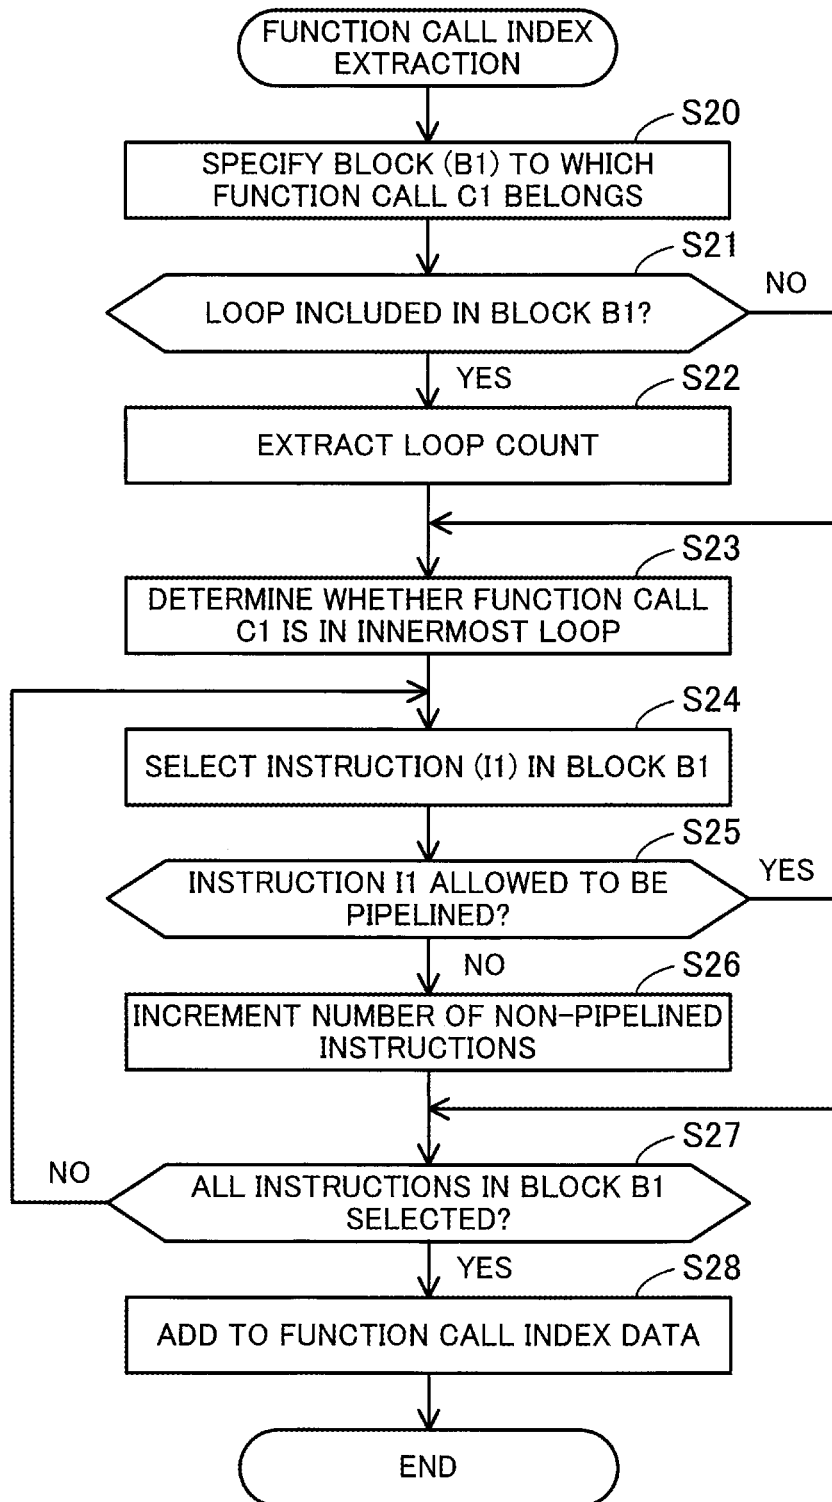 FUNCTION CALL INDEX
EXTRACTION
S20
SPECIFY BLOCK (B1) TO WHICH
FUNCTION CALL C1 BELONGS
S21
LOOP INCLUDED IN BLOCK B1?
NO
YES
S22
EXTRACT LOOP COUNT
S23
DETERMINE WHETHER FUNCTION CALL
C1 IS IN INNERMOST LOOP
S24
SELECT INSTRUCTION (I1) IN BLOCK B1
S25
INSTRUCTION I1 ALLOWED TO BE
PIPELINED?
YES
NO
S26
INCREMENT NUMBER OF NON-PIPELINED
INSTRUCTIONS
S27
NO
ALL INSTRUCTIONS IN BLOCK B1
SELECTED?
YES
S28
ADD TO FUNCTION CALL INDEX DATA
END